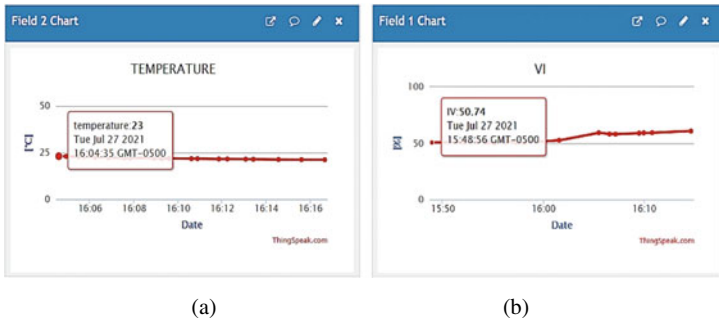 Field 2 Chart
TEMPERATURE
50
25
0
[°C]
temperature:23
Tue Jul 27 2021
16:04:35 GMT-0500
16:06 16:08 16:10 16:12 16:14 16:16
Date
ThingSpeak.com
(a)
Field 1 Chart
VI
100
50
0
[%]
IV:50.74
Tue Jul 27 2021
15:48:56 GMT-0500
15:50 16:00 16:10
Date
ThingSpeak.com
(b)